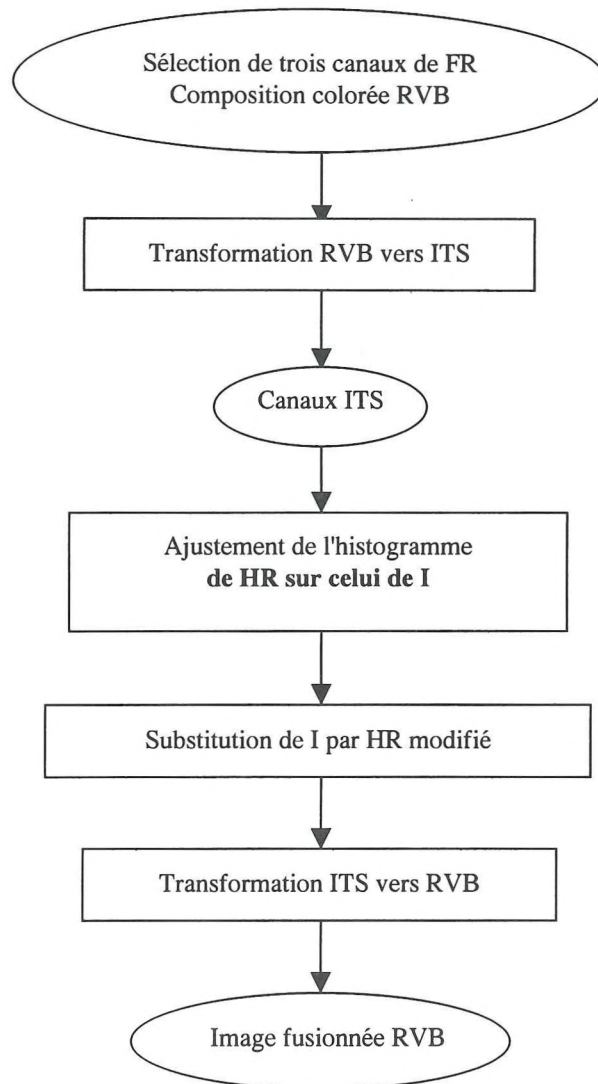 Sélection de trois canaux de FR
Composition colorée RVB
Transformation RVB vers ITS
Canaux ITS
Ajustement de l'histogramme
de HR sur celui de I
Substitution de I par HR modifié
Transformation ITS vers RVB
Image fusionnée RVB